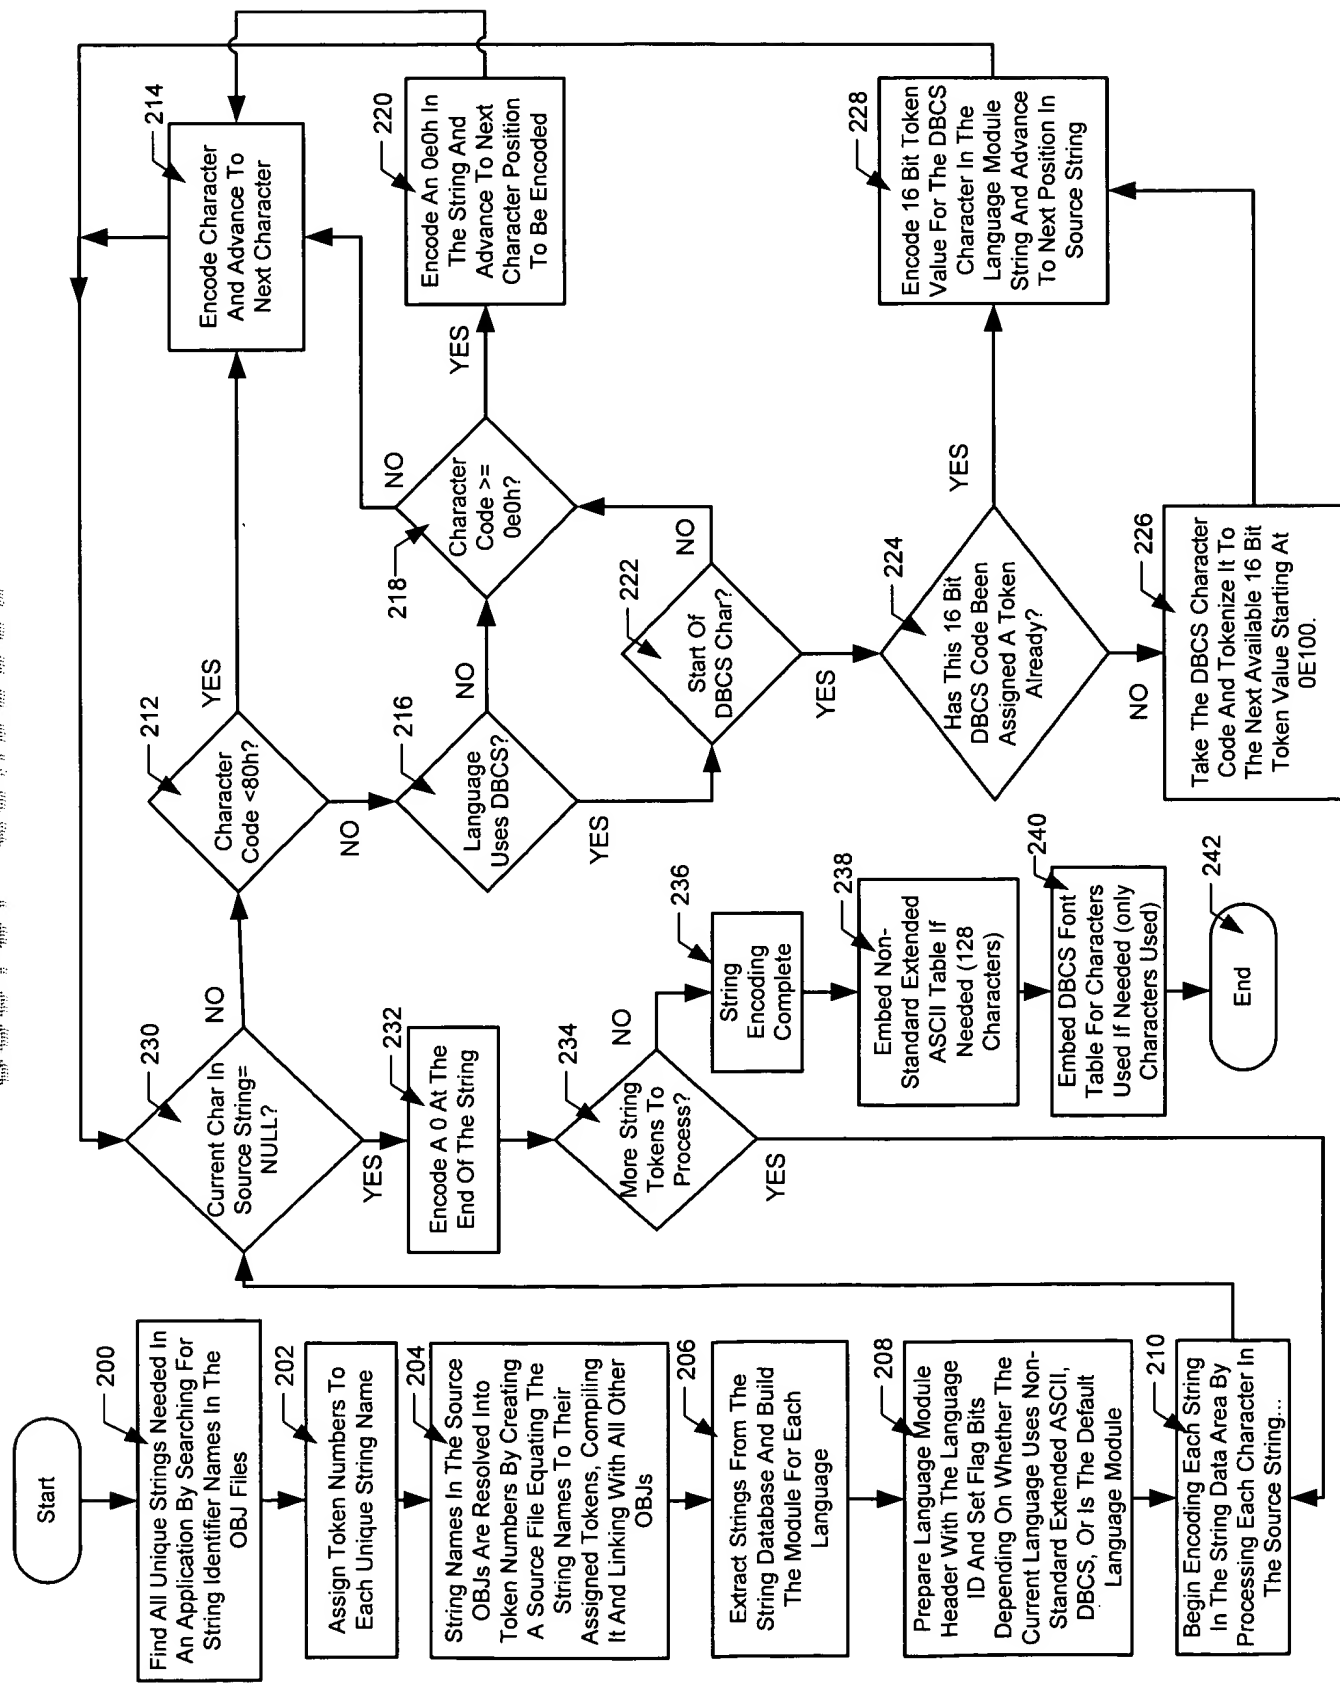 Start
200
Find All Unique Strings Needed In
An Application By Searching For
String Identifier Names In The
OBJ Files
202
Assign Token Numbers To
Each Unique String Name
204
String Names In The Source
OBJs Are Resolved Into
Token Numbers By Creating
A Source File Equating The
String Names To Their
Assigned Tokens, Compiling
It And Linking With All Other
OBJs
206
Extract Strings From The
String Database And Build
The Module For Each
Language
208
Prepare Language Module
Header With The Language
ID And Set Flag Bits
Depending On Whether The
Current Language Uses Non-
Standard Extended ASCII,
DBCS, Or Is The Default
Language Module
210
Begin Encoding Each String
In The String Data Area By
Processing Each Character In
The Source String...
230
Current Char In
Source String=
NULL?
NO
YES
232
Encode A 0 At The
End Of The String
234
More String
Tokens To
Process?
NO
YES
236
String
Encoding
Complete
238
Embed Non-
Standard Extended
ASCII Table If
Needed (128
Characters)
240
Embed DBCS Font
Table For Characters
Used If Needed (only
Characters Used)
242
End
212
Character
Code <80h?
YES
NO
214
Encode Character
And Advance To
Next Character
216
Language
Uses DBCS?
NO
YES
218
Character
Code >=
0e0h?
NO
YES
220
Encode An 0e0h In
The String And
Advance To Next
Character Position
To Be Encoded
222
Start Of
DBCS Char?
NO
YES
224
Has This 16 Bit
DBCS Code Been
Assigned A Token
Already?
YES
NO
226
Take The DBCS Character
Code And Tokenize It To
The Next Available 16 Bit
Token Value Starting At
0E100.
228
Encode 16 Bit Token
Value For The DBCS
Character In The
Language Module
String And Advance
To Next Position In
Source String